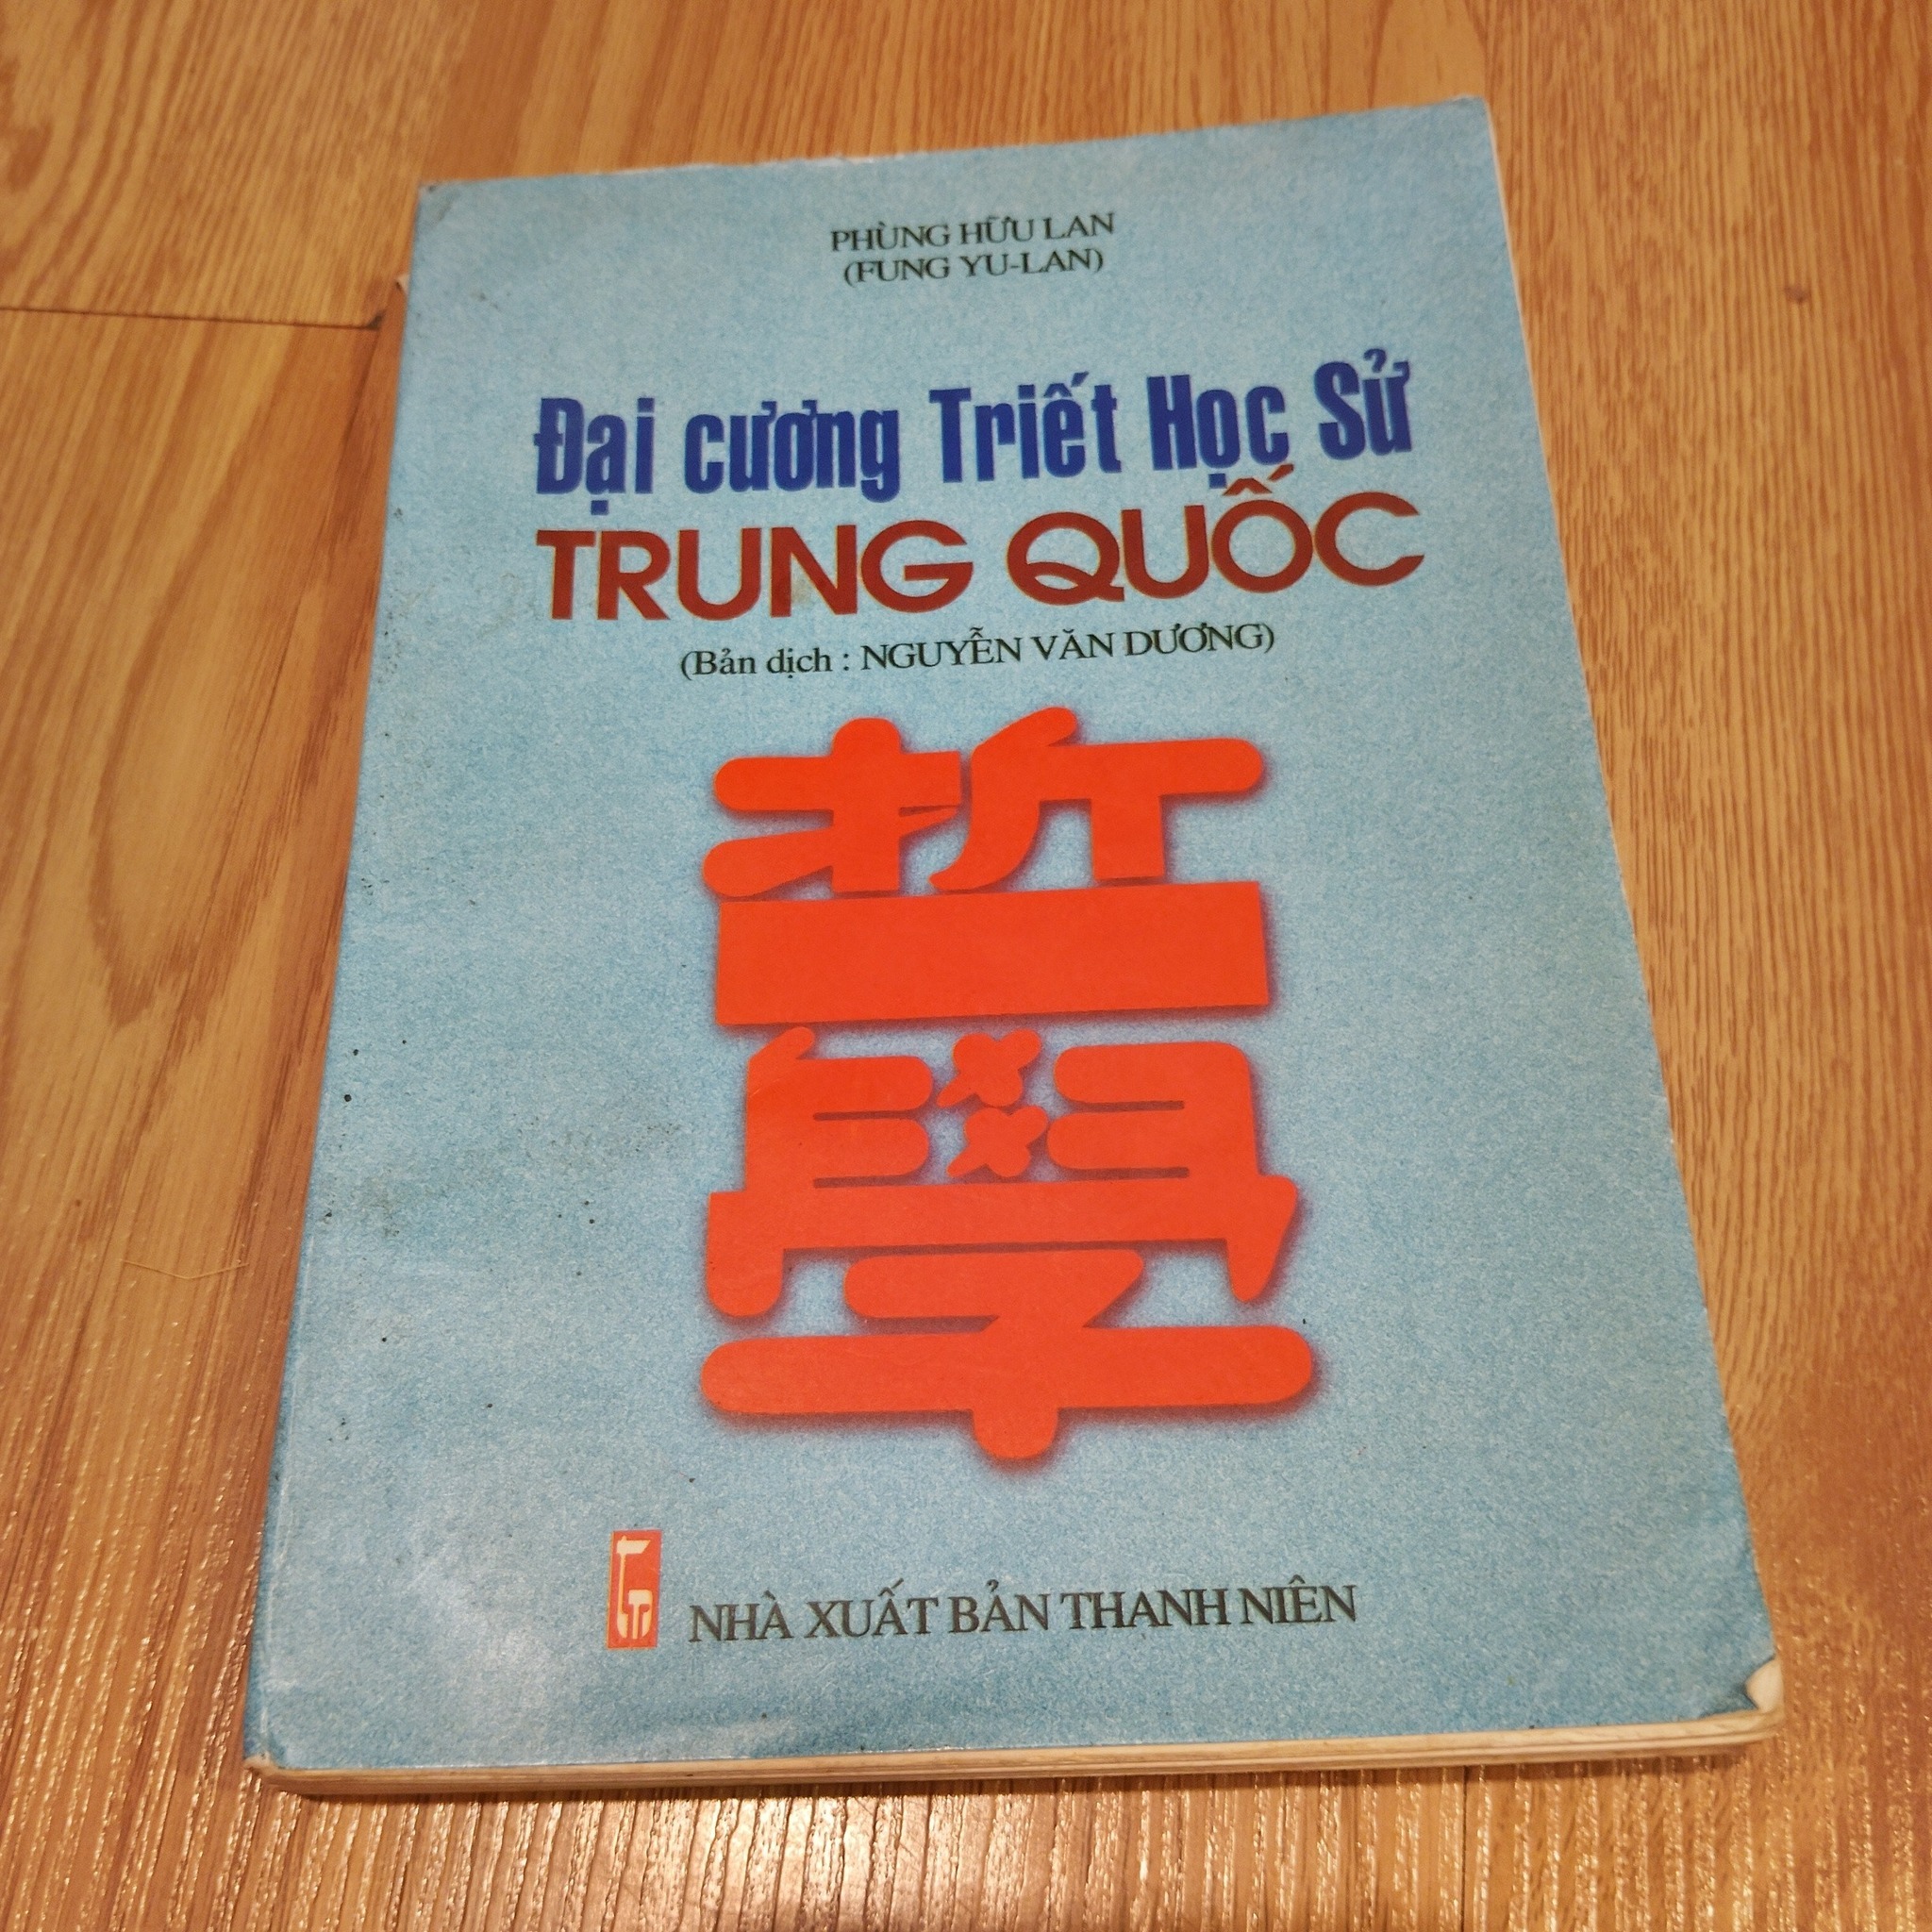 PHÙNG HỮU LAN
(FUNG YU-LAN)
Đại cương Triết Học Sử
TRUNG QUỐC
(Bản dịch : NGUYỄN VĂN DƯƠNG)
哲
學
NHÀ XUẤT BẢN THANH NIÊN